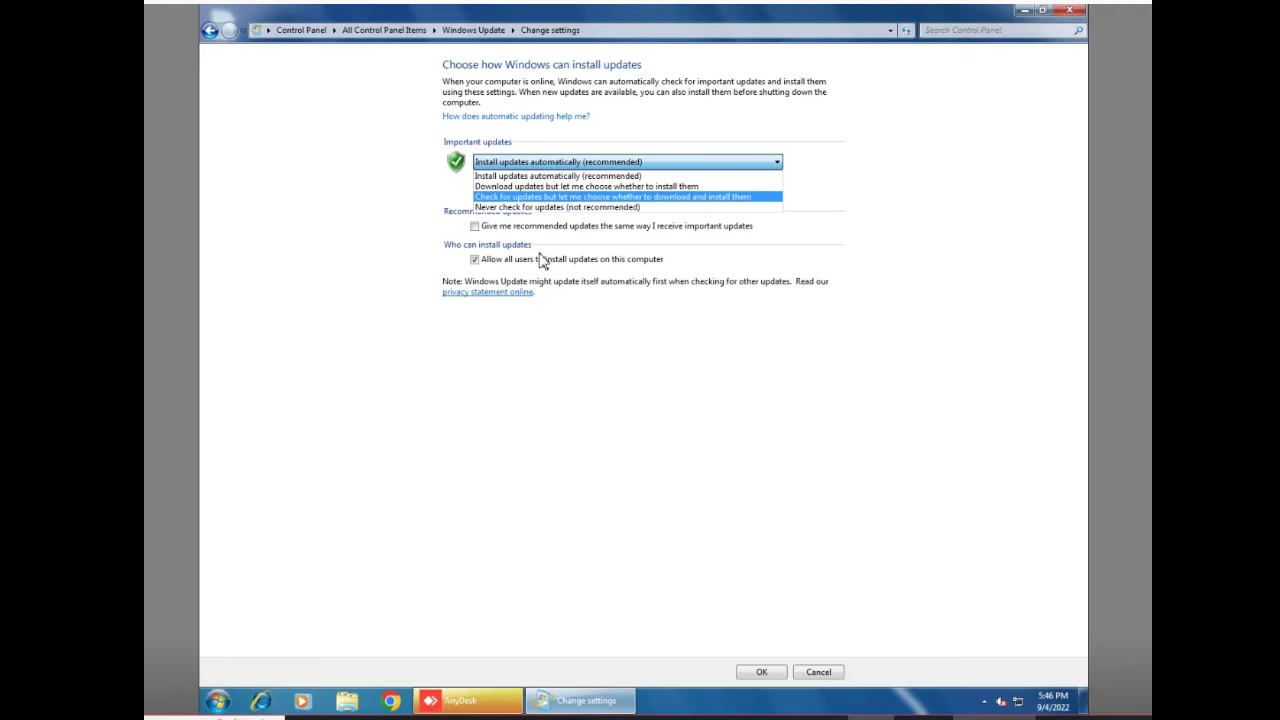 Control Panel ▸ All Control Panel Items ▸ Windows Update ▸ Change settings
Search Control Panel
Choose how Windows can install updates
When your computer is online, Windows can automatically check for important updates and install them
using these settings. When new updates are available, you can also install them before shutting down the
computer.
How does automatic updating help me?
Important updates
Install updates automatically (recommended)
Install updates automatically (recommended)
Download updates but let me choose whether to install them
Check for updates but let me choose whether to download and install them
Never check for updates (not recommended)
Recommended updates
Give me recommended updates the same way I receive important updates
Who can install updates
Allow all users to install updates on this computer
Note: Windows Update might update itself automatically first when checking for other updates. Read our
privacy statement online.
OK
Cancel
AnyDesk
Change settings
5:46 PM
9/4/2022